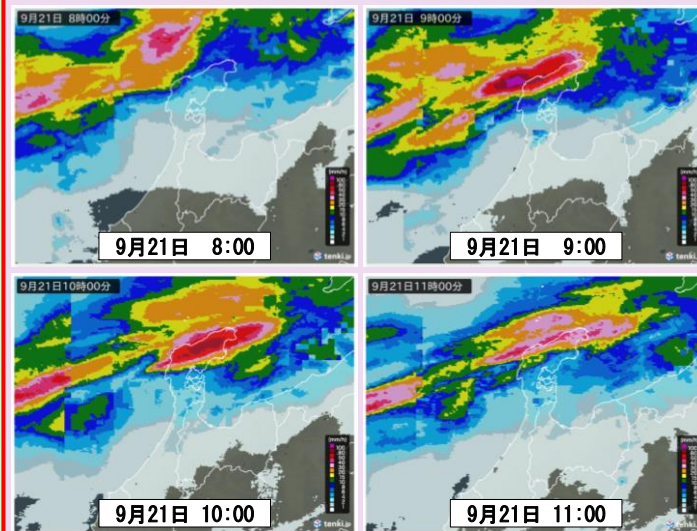 9月21日 8時00分
(mm/h)
9月21日 8:00
tenki.jp
9月21日 9時00分
(mm/h)
9月21日 9:00
tenki.jp
9月21日10時00分
(mm/h)
9月21日 10:00
tenki.jp
9月21日11時00分
(mm/h)
9月21日 11:00
tenki.jp